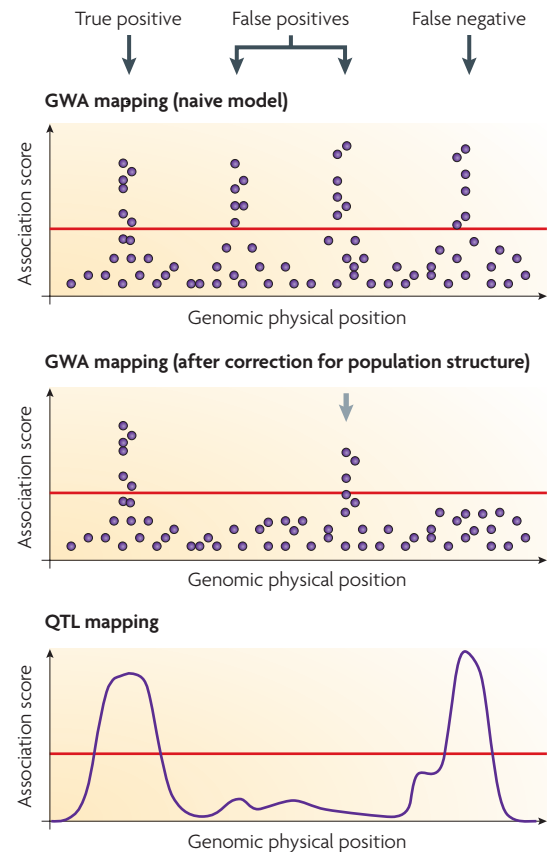 True positive
False positives
False negative
GWA mapping (naive model)
Association score
Genomic physical position
GWA mapping (after correction for population structure)
Association score
Genomic physical position
QTL mapping
Association score
Genomic physical position